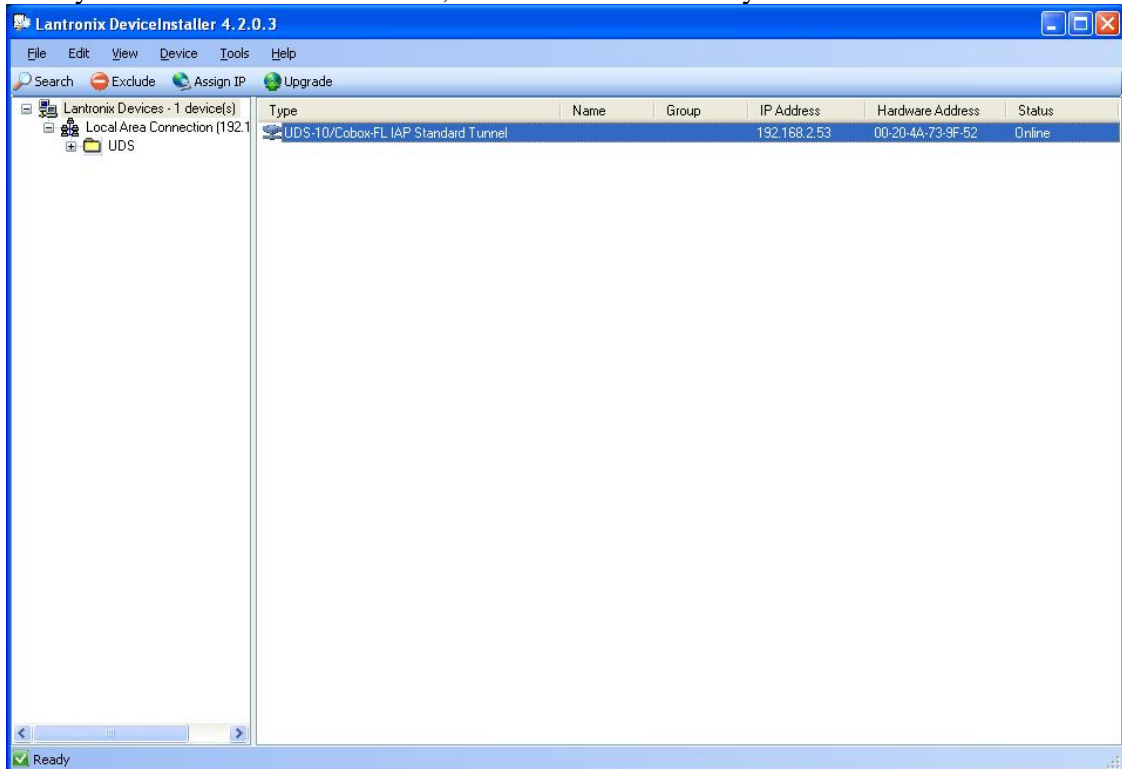 Lantronix DeviceInstaller 4.2.0.3
File Edit View Device Tools Help
Search Exclude Assign IP Upgrade
Lantronix Devices - 1 device(s)
Local Area Connection (192.1
UDS
Type Name Group IP Address Hardware Address Status
UDS-10/Cobox-FL IAP Standard Tunnel 192.168.2.53 00-20-4A-73-9F-52 Online
Ready